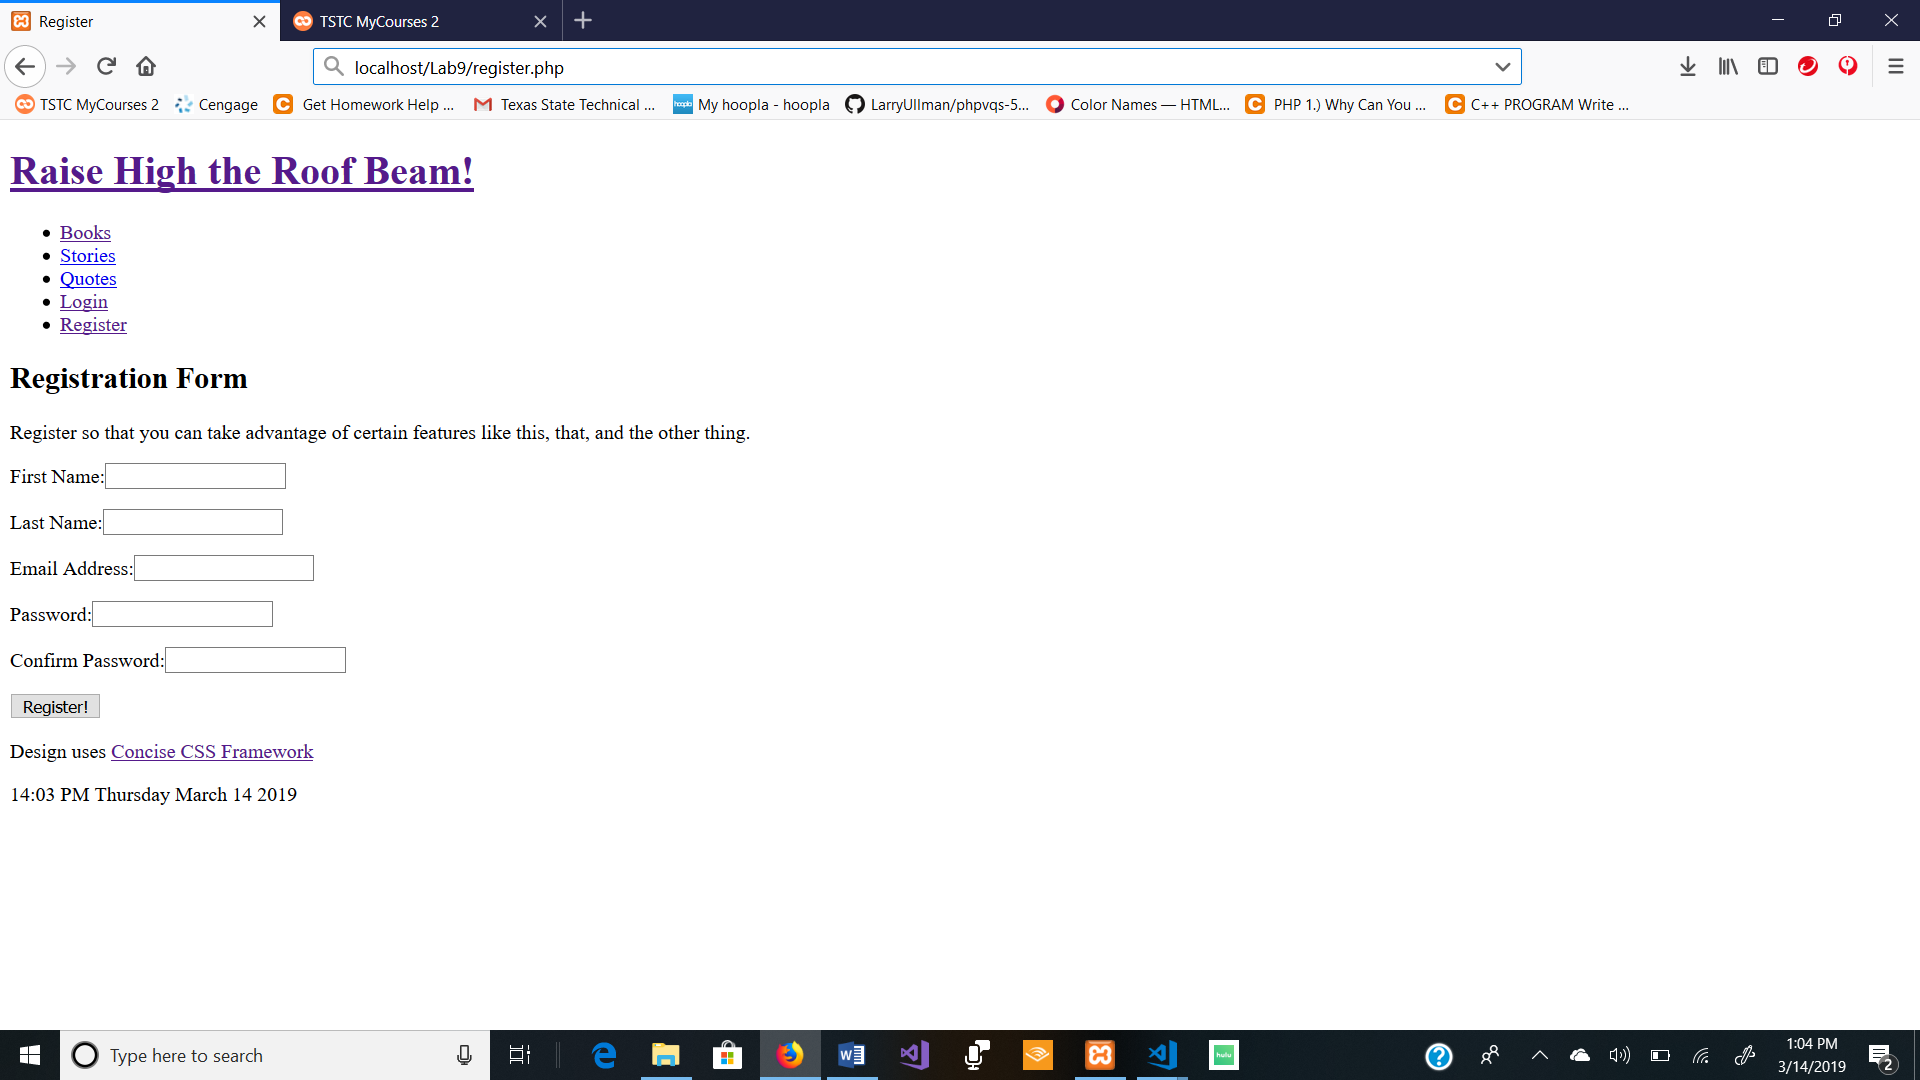 Register
TSTC MyCourses 2
localhost/Lab9/register.php
TSTC MyCourses 2
Cengage
Get Homework Help ...
Texas State Technical ...
hoopla
My hoopla - hoopla
LarryUllman/phpvqs-5...
Color Names — HTML...
PHP 1.) Why Can You ...
C++ PROGRAM Write ...
Raise High the Roof Beam!
Books
Stories
Quotes
Login
Register
Registration Form
Register so that you can take advantage of certain features like this, that, and the other thing.
First Name:
Last Name:
Email Address:
Password:
Confirm Password:
Register!
Design uses Concise CSS Framework
14:03 PM Thursday March 14 2019
Type here to search
hulu
1:04 PM
3/14/2019
2